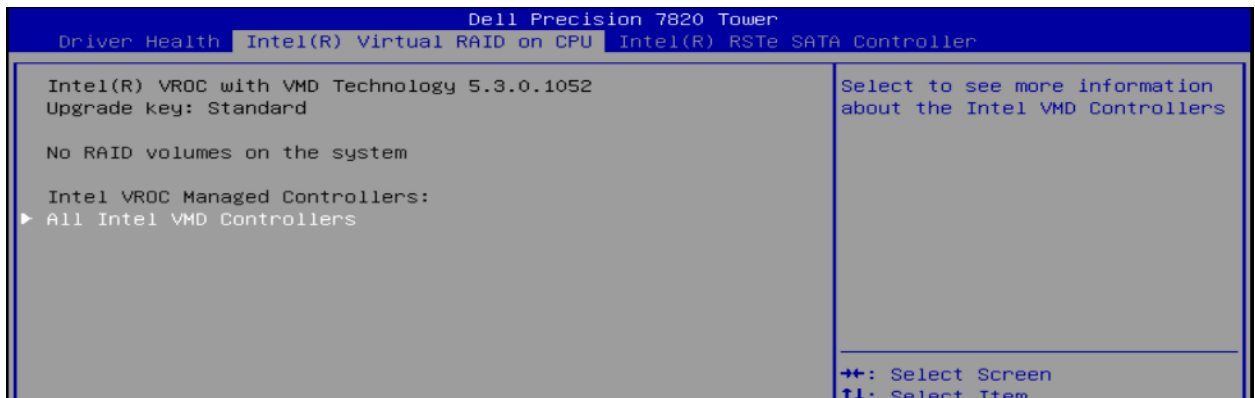 Dell Precision 7820 Tower
Driver Health Intel(R) Virtual RAID on CPU Intel(R) RSTe SATA Controller
Intel(R) VROC with VMD Technology 5.3.0.1052
Upgrade key: Standard
No RAID volumes on the system
Intel VROC Managed Controllers:
▶ All Intel VMD Controllers
Select to see more information
about the Intel VMD Controllers
→←: Select Screen
↑↓: Select Item